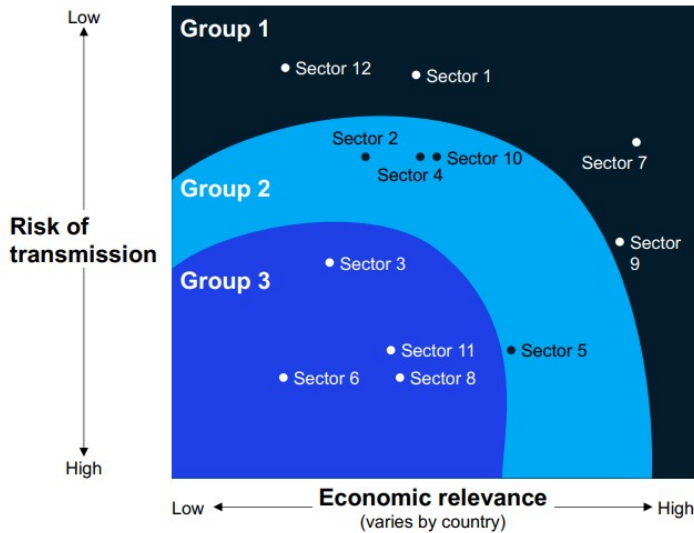 Low
Group 1
Sector 12
Sector 1
Sector 2
Sector 10
Sector 4
Sector 7
Group 2
Risk of
transmission
Sector
9
Sector 3
Group 3
Sector 11
Sector 5
Sector 6
Sector 8
High
Low
Economic relevance
High
(varies by country)